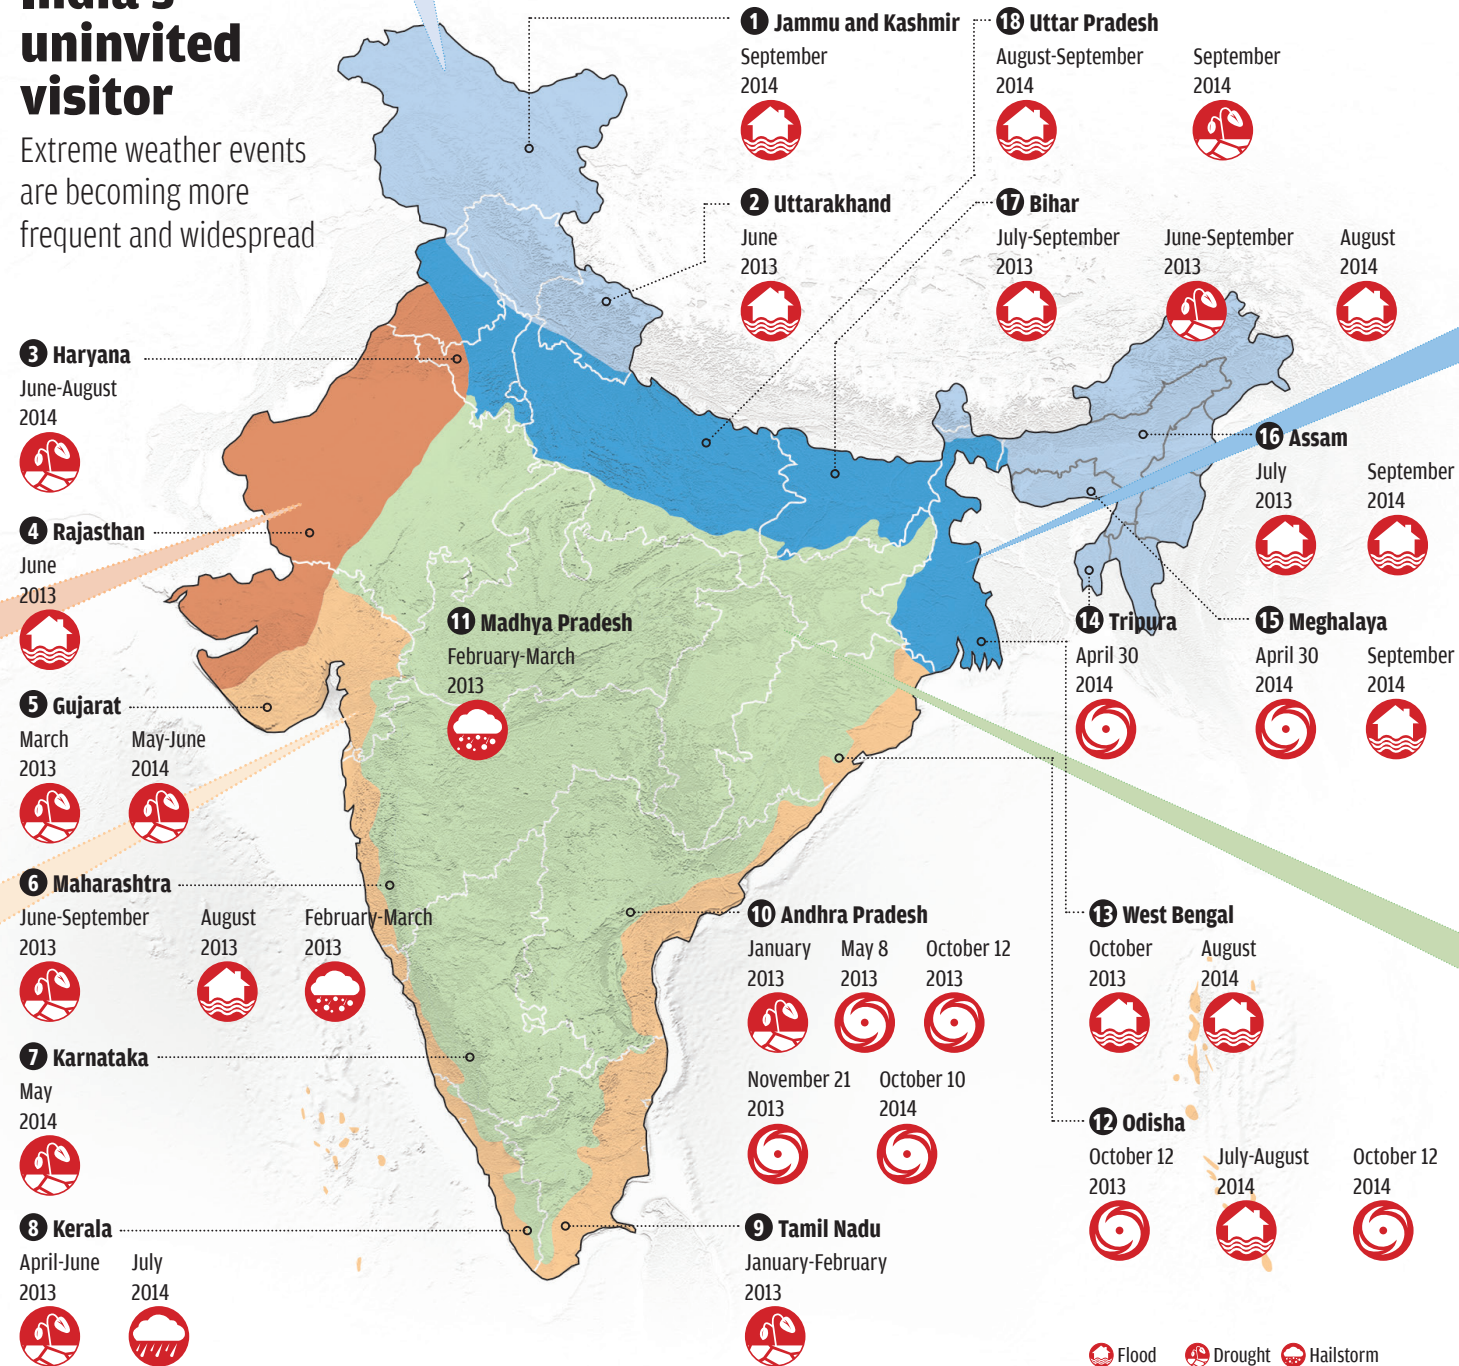 India's
uninvited
visitor
Extreme weather events
are becoming more
frequent and widespread
1 Jammu and Kashmir
September
2014
2 Uttarakhand
June
2013
3 Haryana
June-August
2014
4 Rajasthan
June
2013
5 Gujarat
March
2013
May-June
2014
6 Maharashtra
June-September
2013
August
2013
February-March
2013
7 Karnataka
May
2014
8 Kerala
April-June
2013
July
2014
9 Tamil Nadu
January-February
2013
10 Andhra Pradesh
January
2013
May 8
2013
October 12
2013
November 21
2013
October 10
2014
11 Madhya Pradesh
February-March
2013
12 Odisha
October 12
2013
July-August
2014
October 12
2014
13 West Bengal
October
2013
August
2014
14 Tripura
April 30
2014
15 Meghalaya
April 30
2014
September
2014
16 Assam
July
2013
September
2014
17 Bihar
July-September
2013
June-September
2013
August
2014
18 Uttar Pradesh
August-September
2014
September
2014
Flood
Drought
Hailstorm